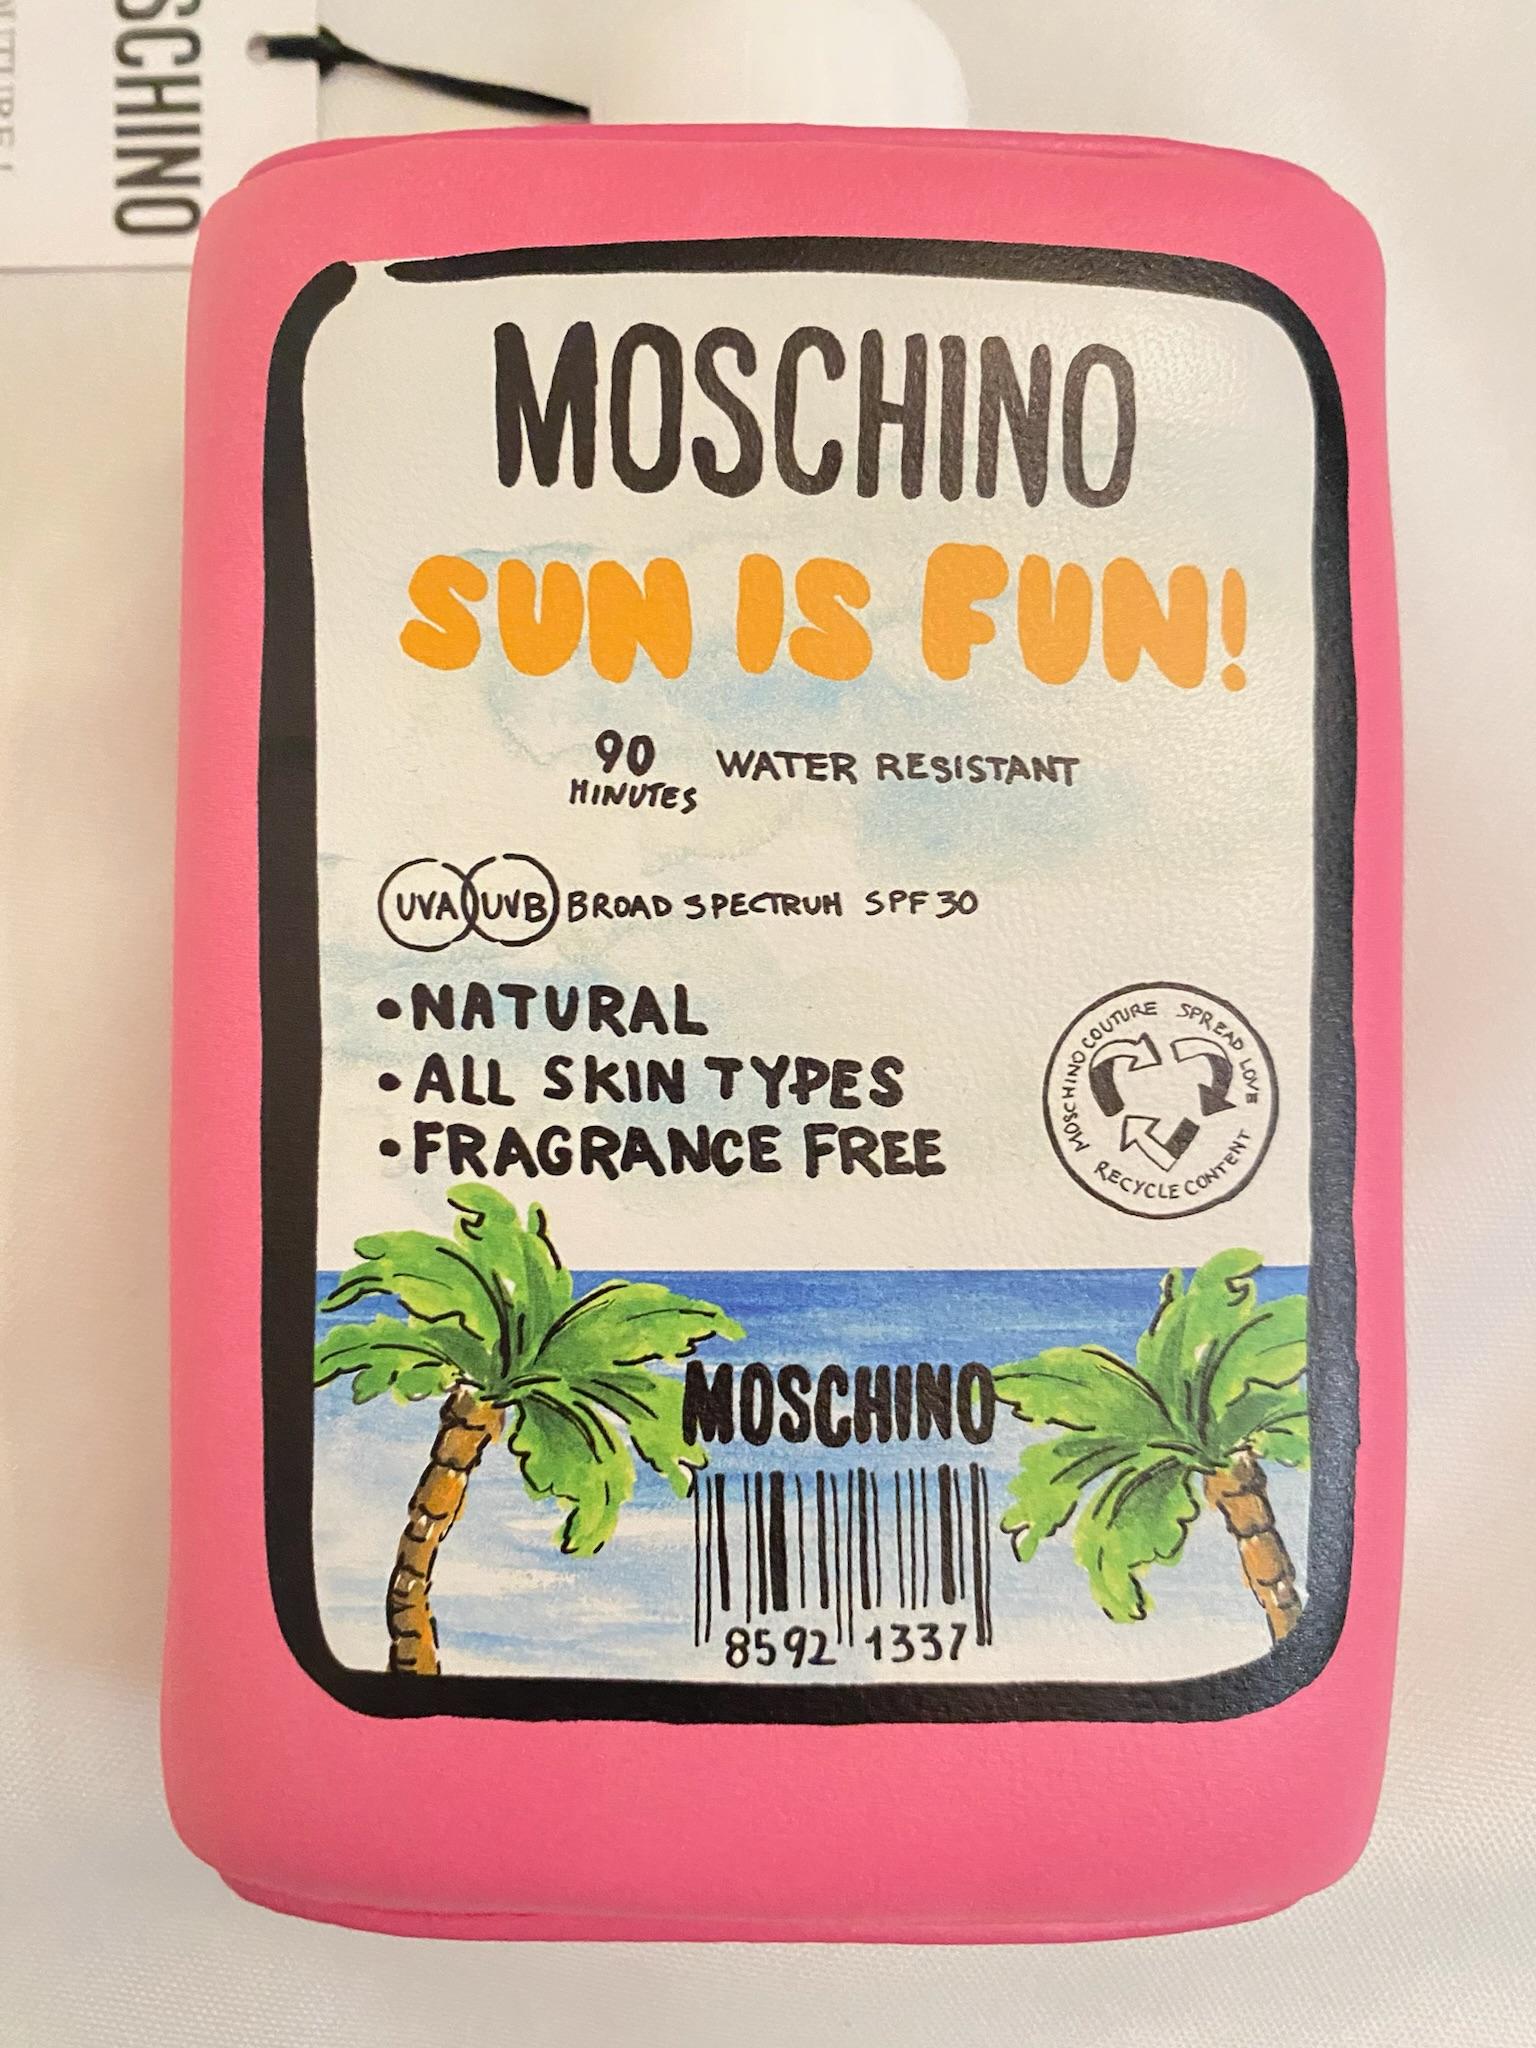 SCHINO
MOSCHINO
SUN IS FUN!
90 MINUTES WATER RESISTANT
UVA UVB BROAD SPECTRUM SPF 30
•NATURAL
•ALL SKIN TYPES
•FRAGRANCE FREE
MOSCHINO COUTURE SPREAD LOVE
RECYCLE CONTENT
MOSCHINO
8592 1337